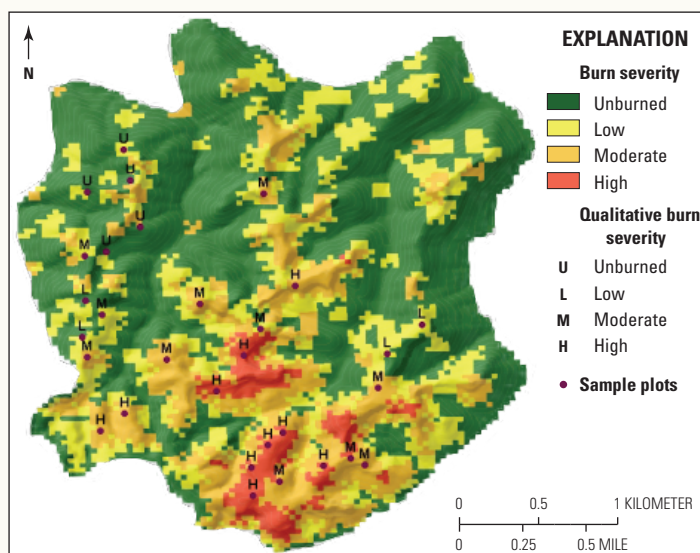 N
EXPLANATION
Burn severity
Unburned
Low
Moderate
High
Qualitative burn
severity
U Unburned
L Low
M Moderate
H High
Sample plots
U
U
U
M
U
M
U
H
L
M
M
M
L
L
M
M
H
L
H
M
H
H
H
H
H
H
M
M
M
H
0 0.5 1 KILOMETER
0 0.25 0.5 MILE